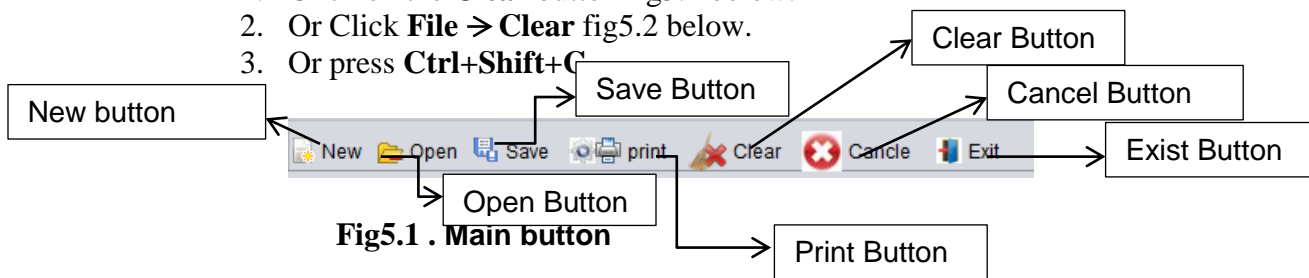 2. Or Click File → Clear fig5.2 below.
3. Or press Ctrl+Shift+C
Clear Button
Save Button
Cancel Button
New button
Exist Button
New Open Save print Clear Cancle Exit
Open Button
Fig5.1 . Main button
Print Button